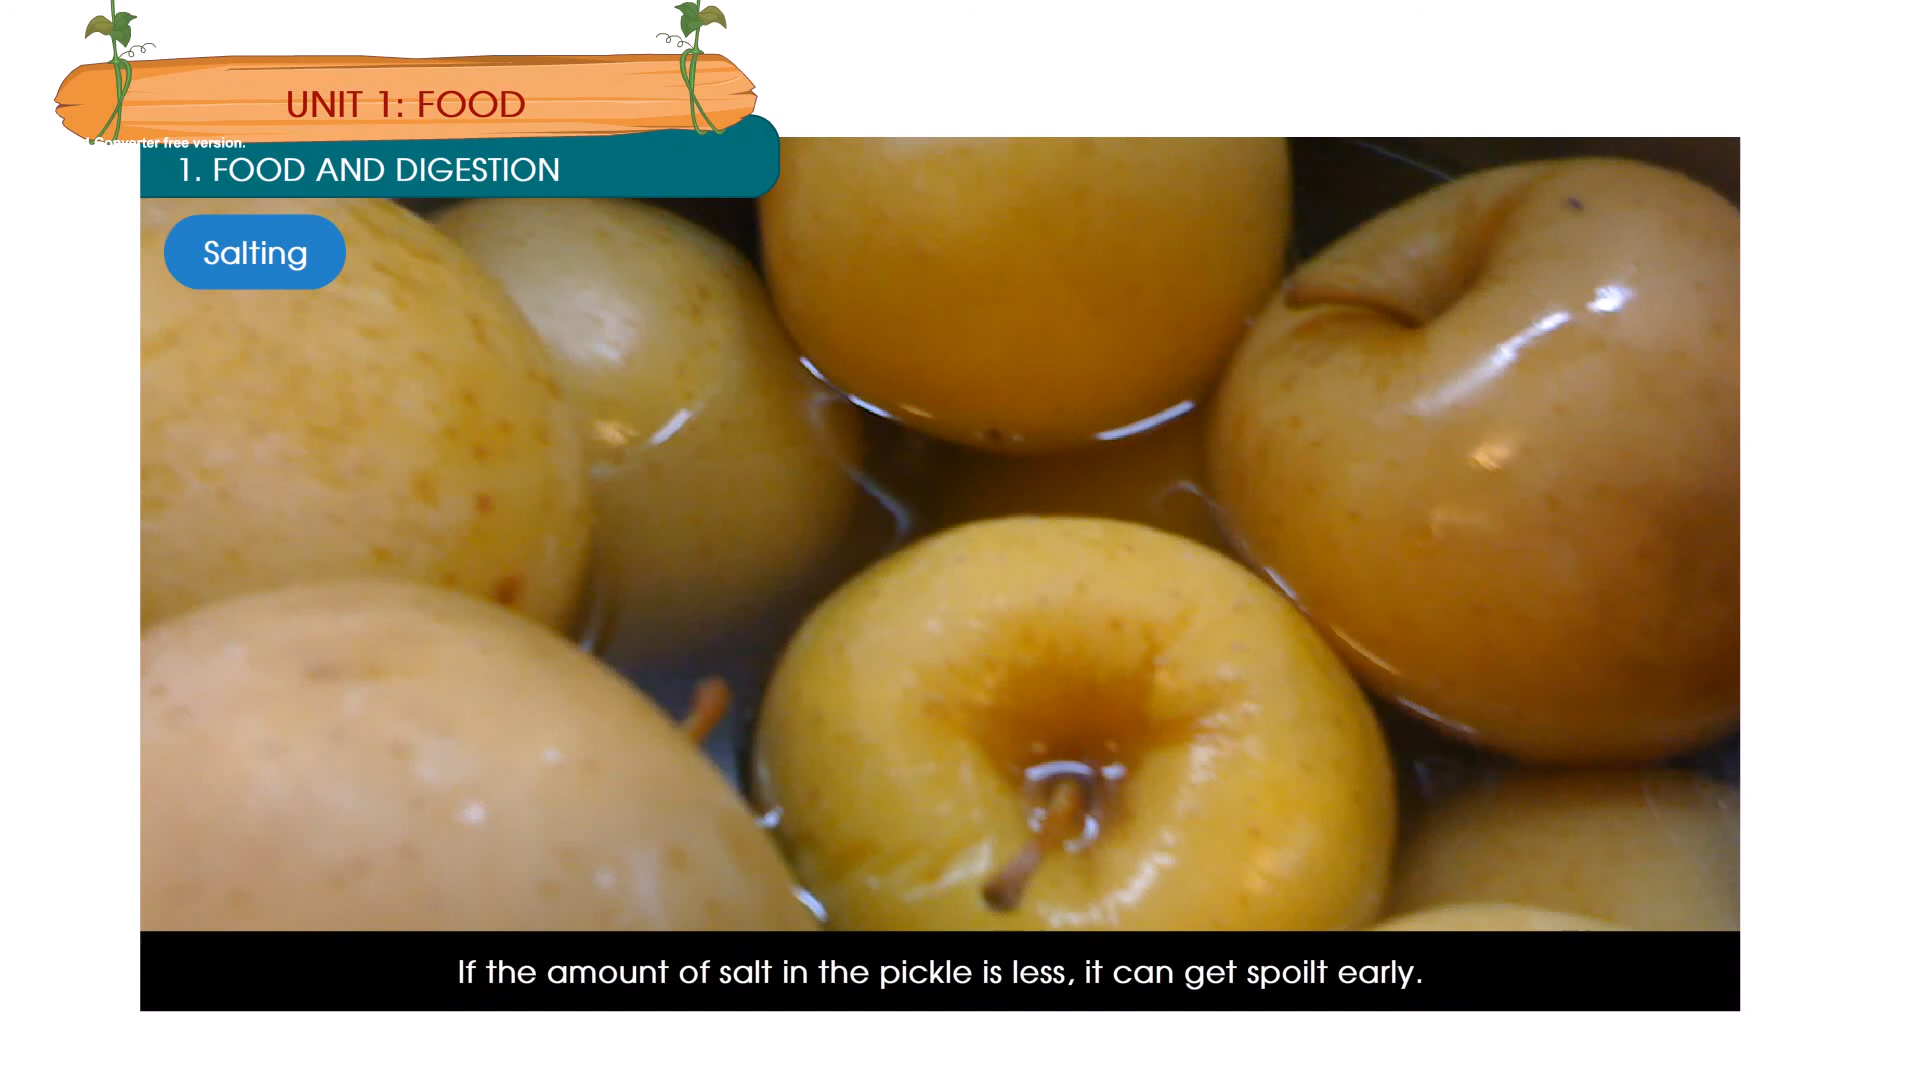 UNIT 1: FOOD
Converter free version.
1. FOOD AND DIGESTION
Salting
If the amount of salt in the pickle is less, it can get spoilt early.